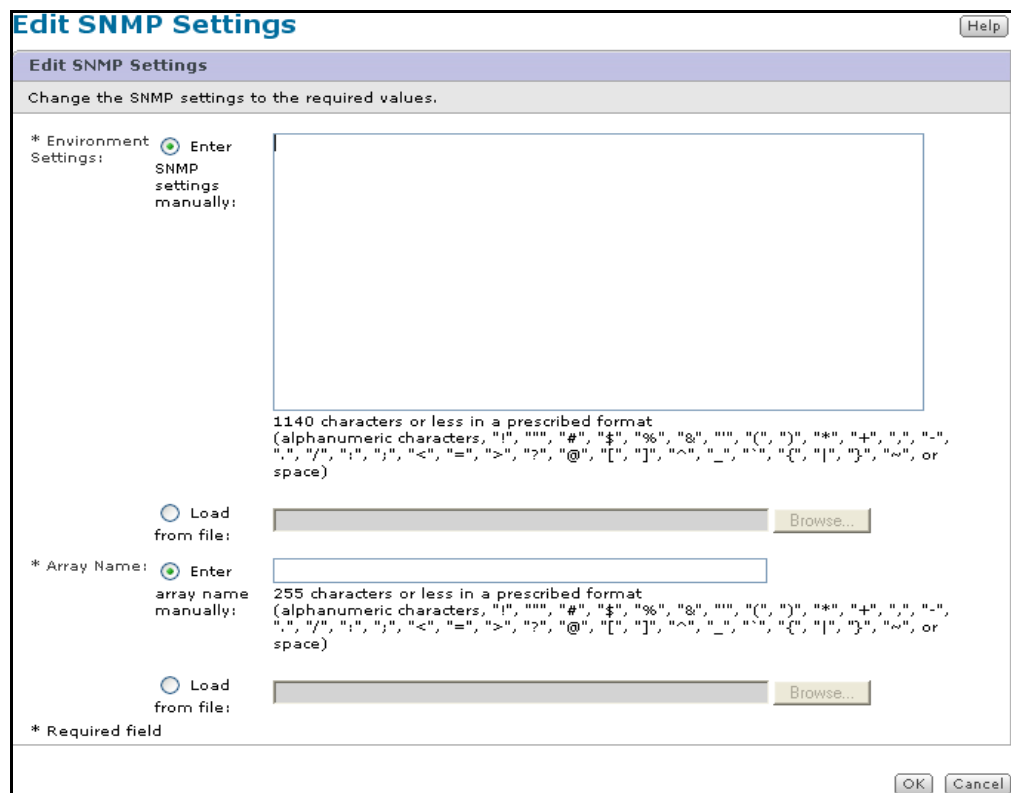 Edit SNMP Settings
Help
Edit SNMP Settings
Change the SNMP settings to the required values.
* Environment Settings:
Enter SNMP settings manually:
1140 characters or less in a prescribed format
(alphanumeric characters, "!", """, "#", "$", "%", "&", "'", "(", ")", "*", "+", ",", "-",
".", "/", ":", ";", "<", "=", ">", "?", "@", "[", "]", "^", "_", "`", "{", "|", "}", "~", or
space)
Load from file:
Browse...
* Array Name:
Enter array name manually:
255 characters or less in a prescribed format
(alphanumeric characters, "!", """, "#", "$", "%", "&", "'", "(", ")", "*", "+", ",", "-",
".", "/", ":", ";", "<", "=", ">", "?", "@", "[", "]", "^", "_", "`", "{", "|", "}", "~", or
space)
Load from file:
Browse...
* Required field
OK
Cancel